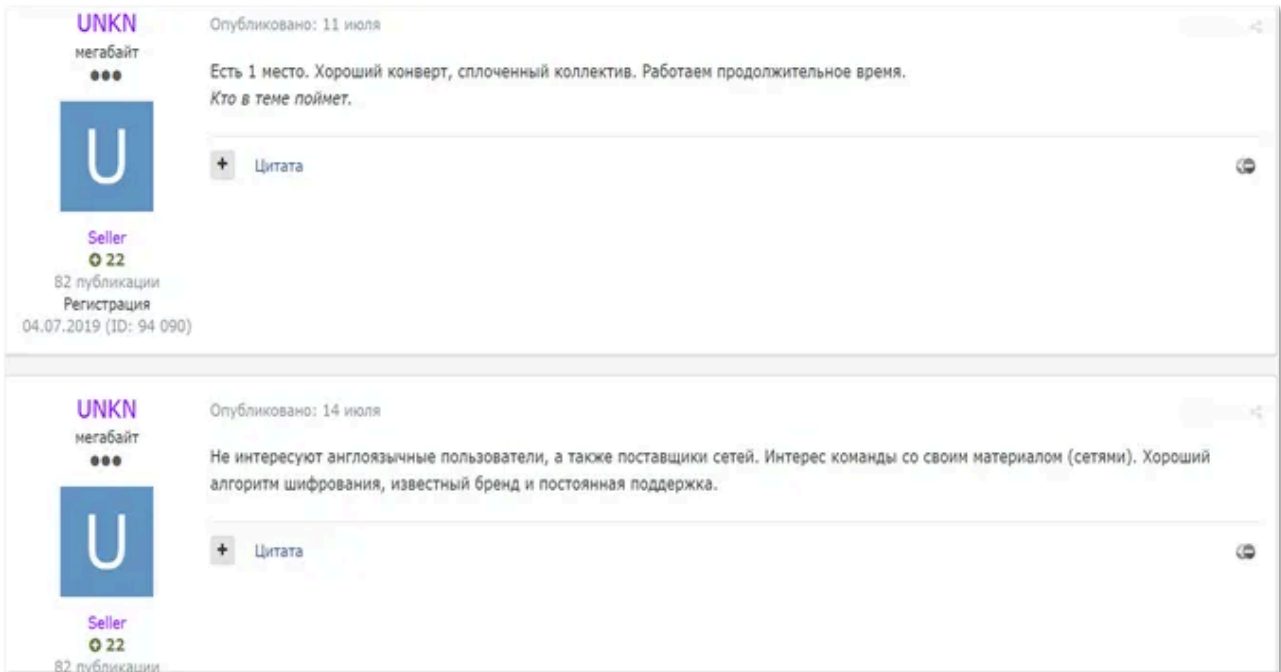 UNKN
мегабайт
Опубликовано: 11 июля
Есть 1 место. Хороший конверт, сплоченный коллектив. Работаем продолжительное время.
Кто в теме поймет.
U
+ Цитата
Seller
22
82 публикации
Регистрация
04.07.2019 (ID: 94 090)
UNKN
мегабайт
Опубликовано: 14 июля
Не интересуют англоязычные пользователи, а также поставщики сетей. Интерес команды со своим материалом (сетями). Хороший
алгоритм шифрования, известный бренд и постоянная поддержка.
U
+ Цитата
Seller
22
82 публикации